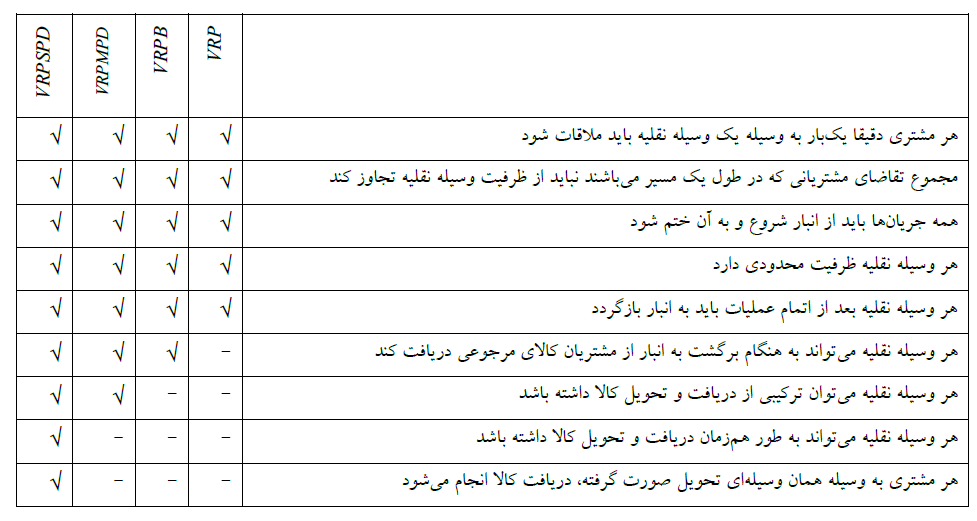 VRP VRPB VRPMPD VRPSPD
هر مشتری دقیقا یک‌بار به وسیله یک وسیله نقلیه باید ملاقات شود √ √ √ √
مجموع تقاضای مشتریانی که در طول یک مسیر می‌باشند نباید از ظرفیت وسیله نقلیه تجاوز کند √ √ √ √
همه جریان‌ها باید از انبار شروع و به آن ختم شود √ √ √ √
هر وسیله نقلیه ظرفیت محدودی دارد √ √ √ √
هر وسیله نقلیه بعد از اتمام عملیات باید به انبار بازگردد √ √ √ √
هر وسیله نقلیه می‌تواند به هنگام برگشت به انبار از مشتریان کالای مرجوعی دریافت کند - √ √ √
هر وسیله نقلیه می‌توان ترکیبی از دریافت و تحویل کالا داشته باشد - - √ √
هر وسیله نقلیه می‌تواند به طور هم‌زمان دریافت و تحویل کالا داشته باشد - - - √
هر مشتری به وسیله همان وسیله‌ای تحویل صورت گرفته، دریافت کالا انجام می‌شود - - - √